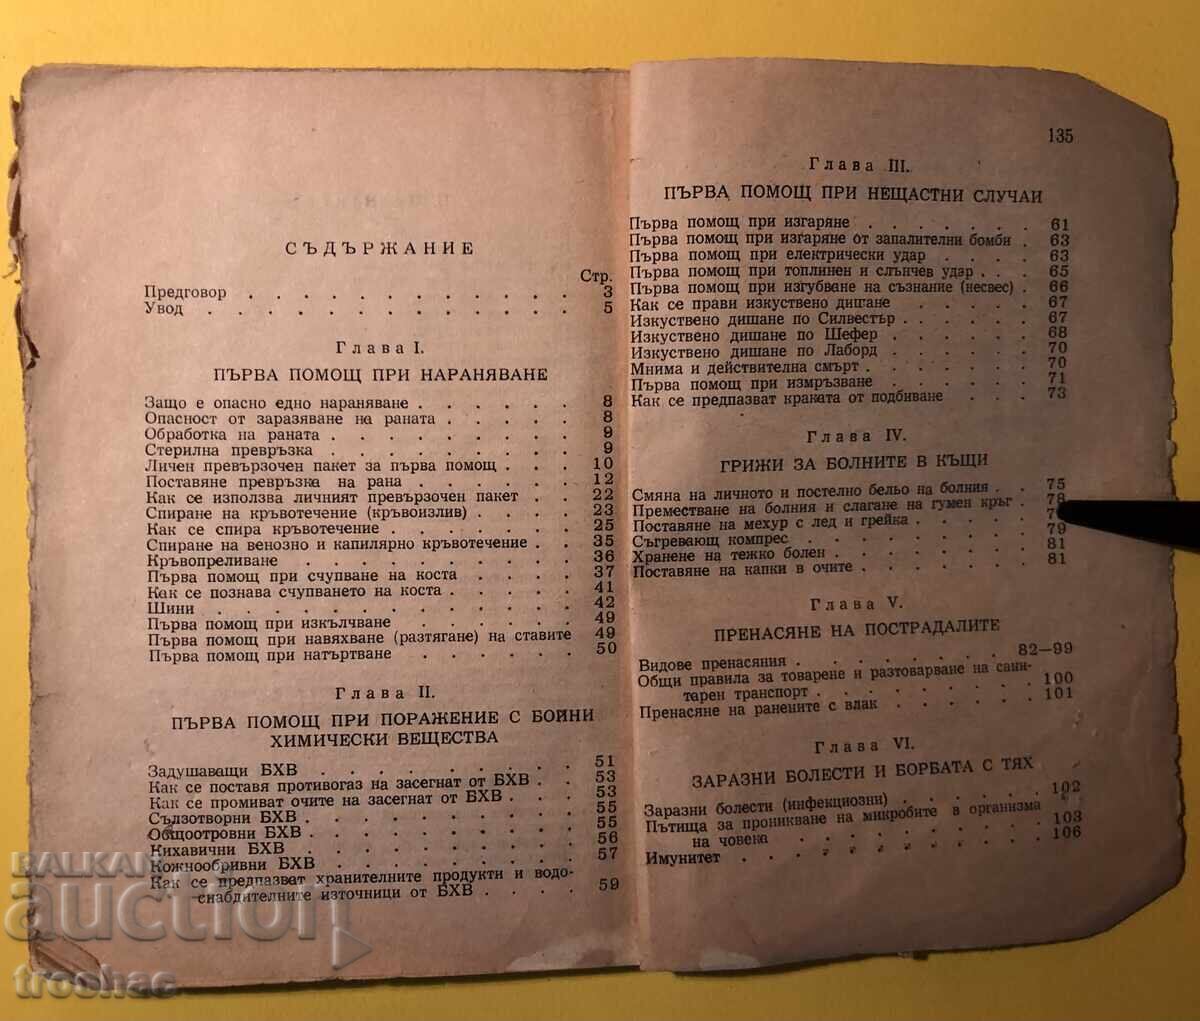 СЪДЪРЖАНИЕ
Стр.
Предговор . . . . . . . . . . . . 3
Увод . . . . . . . . . . . . . 5
Глава I.
ПЪРВА ПОМОЩ ПРИ НАРАНЯВАНЕ
Защо е опасно едно нараняване . . . . . . 8
Опасност от заразяване на раната . . . . . 8
Обработка на раната . . . . . . . . . 9
Стерилна превръзка . . . . . . . . . 9
Личен превързочен пакет за първа помощ . . . 10
Поставяне превръзка на рана . . . . . . 12
Как се използва личният превързочен пакет . . . 22
Спиране на кръвотечение (кръвоизлив) . . . . 23
Как се спира кръвотечение . . . . . . . 25
Спиране на венозно и капилярно кръвотечение . . 35
Кръвопреливане . . . . . . . . . . 36
Първа помощ при счупване на коста . . . . 37
Как се познава счупването на коста . . . . . 41
Шини . . . . . . . . . . . . . 42
Първа помощ при изкълчване . . . . . . 49
Първа помощ при навяхване (разтягане) на ставите 49
Първа помощ при натъртване . . . . . . 50
Глава II.
ПЪРВА ПОМОЩ ПРИ ПОРАЖЕНИЕ С БОЙНИ
ХИМИЧЕСКИ ВЕЩЕСТВА
Задушаващи БХВ . . . . . . . . . 51
Как се поставя противогаз на засегнат от БХВ . . 53
Как се промиват очите на засегнат от БХВ . . . 53
Сълзотворни БХВ . . . . . . . . . 55
Общоотровни БХВ . . . . . . . . . 55
Кихавични БХВ . . . . . . . . . . 56
Кожнообривни БХВ . . . . . . . . . 57
Как се предпазват хранителните продукти и водо-
снабдителните източници от БХВ . . . . 59
135
Глава III.
ПЪРВА ПОМОЩ ПРИ НЕЩАСТНИ СЛУЧАИ
Първа помощ при изгаряне . . . . . . . 61
Първа помощ при изгаряне от запалителни бомби . 63
Първа помощ при електрически удар . . . . 63
Първа помощ при топлинен и слънчев удар . . . 65
Първа помощ при изгубване на съзнание (несвес) . 66
Как се прави изкуствено дишане . . . . . 67
Изкуствено дишане по Силвестър . . . . . 67
Изкуствено дишане по Шефер . . . . . . 68
Изкуствено дишане по Лаборд . . . . . . 70
Мнима и действителна смърт . . . . . . . 70
Първа помощ при измръзване . . . . . . 71
Как се предпазват краката от подбиване . . . 73
Глава IV.
ГРИЖИ ЗА БОЛНИТЕ В КЪЩИ
Смяна на личното и постелно бельо на болния . . 75
Преместване на болния и слагане на гумен кръг . 78
Поставяне на мехур с лед и грейка . . . . .
Съгревающ компрес . . . . . . . . . 79
Хранене на тежко болен . . . . . . . . 81
Поставяне на капки в очите . . . . . . . 81
Глава V.
ПРЕНАСЯНЕ НА ПОСТРАДАЛИТЕ
Видове пренасяния . . . . . . . . 82—99
Общи правила за товарене и разтоварване на сани-
тарен транспорт . . . . . . . . . 100
Пренасяне на ранените с влак . . . . . . 101
Глава VI.
ЗАРАЗНИ БОЛЕСТИ И БОРБАТА С ТЯХ
Заразни болести (инфекциозни) . . . . . . 102
Пътища за проникване на микробите в организма
на човека . . . . . . . . . . 103
Имунитет . . . . . . . . . . . 106
BALKAN
auction
troshac